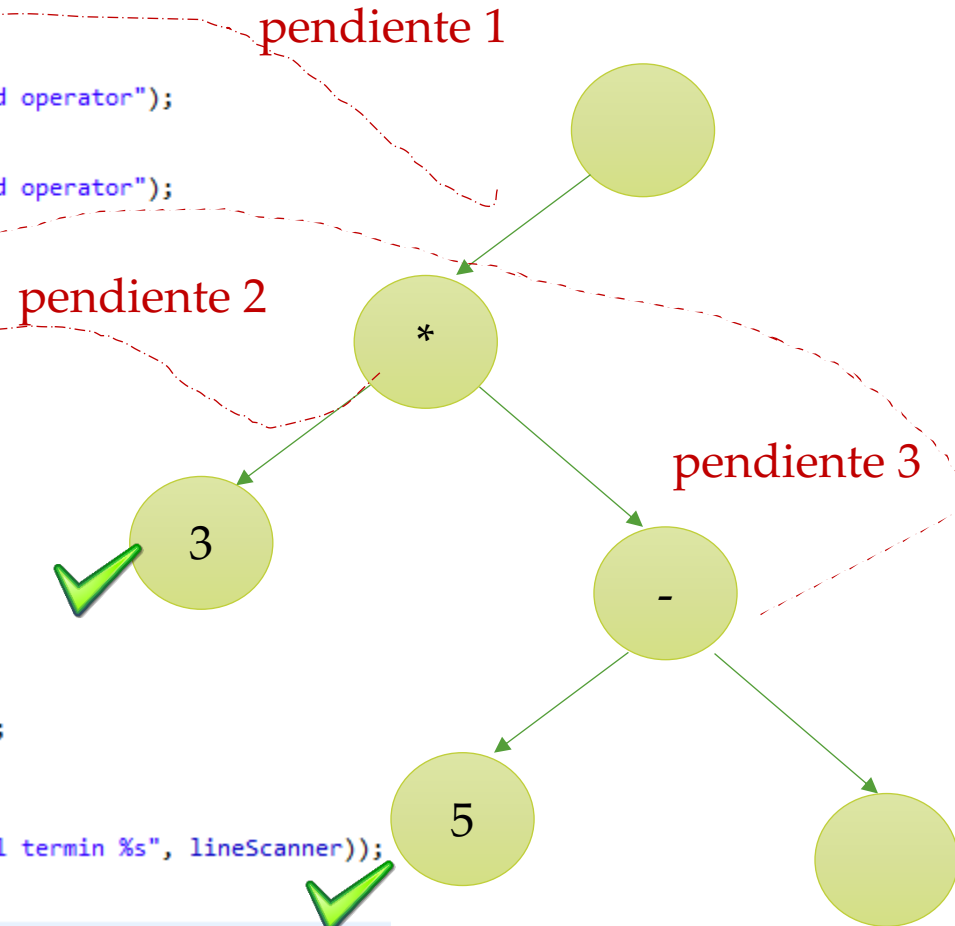 pendiente 1
d operator");
d operator");
pendiente 2
*
pendiente 3
3
-
;
5
l termin %s", lineScanner));